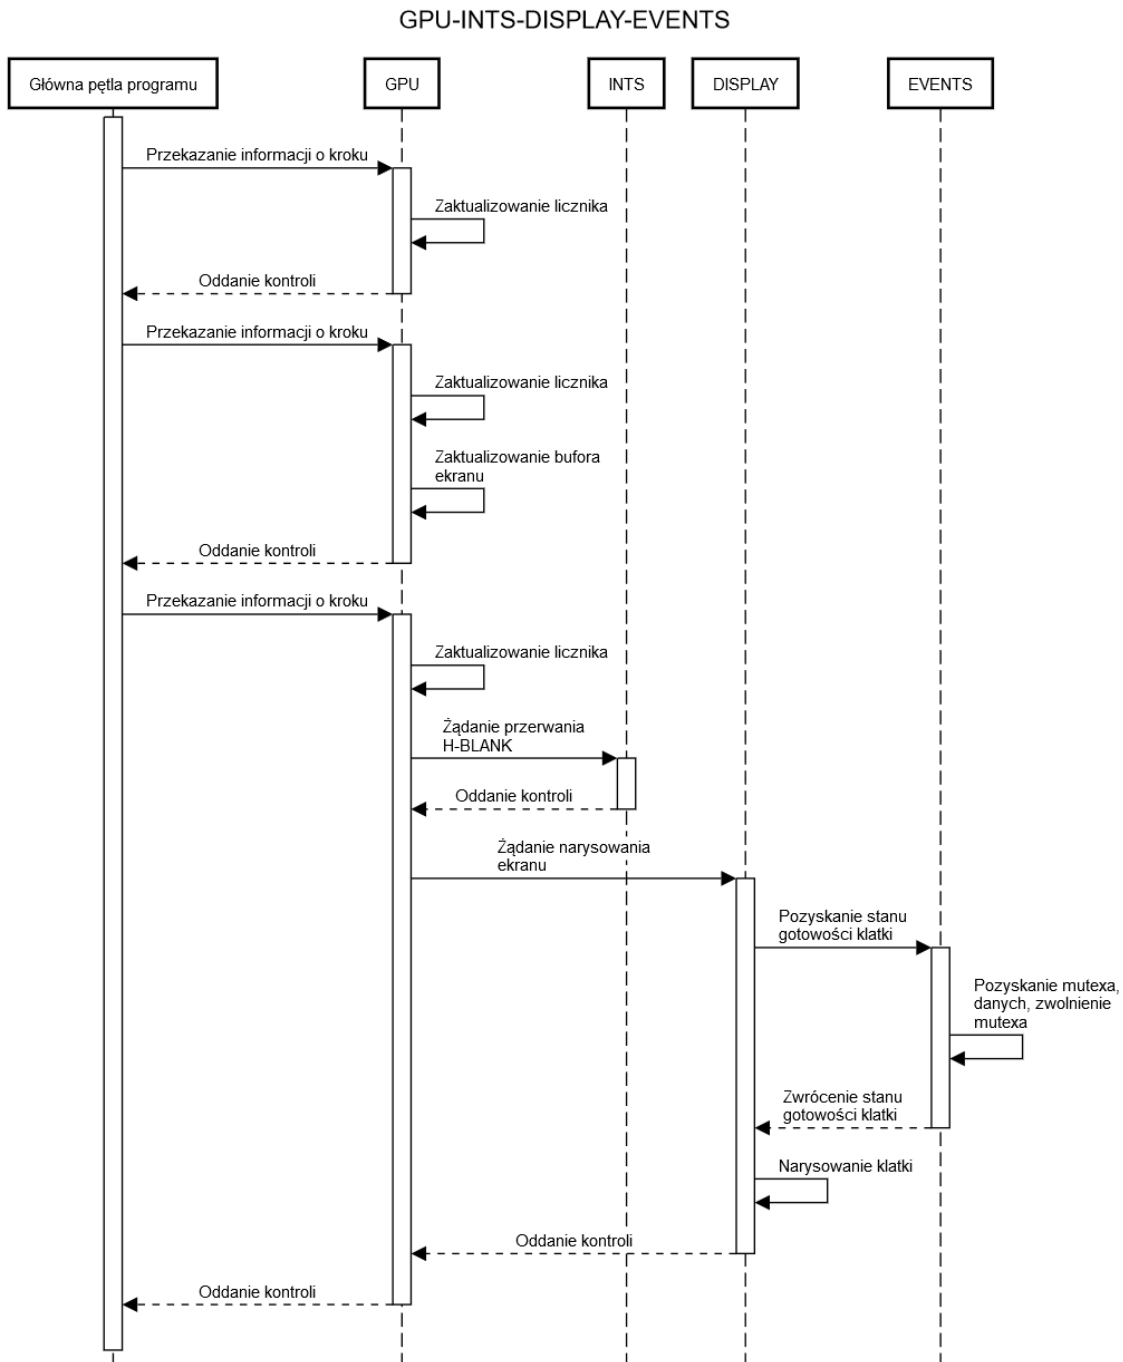 GPU-INTS-DISPLAY-EVENTS
Główna pętla programu
GPU
INTS
DISPLAY
EVENTS
Przekazanie informacji o kroku
Zaktualizowanie licznika
Oddanie kontroli
Przekazanie informacji o kroku
Zaktualizowanie licznika
Zaktualizowanie bufora
ekranu
Oddanie kontroli
Przekazanie informacji o kroku
Zaktualizowanie licznika
Żądanie przerwania
H-BLANK
Oddanie kontroli
Żądanie narysowania
ekranu
Pozyskanie stanu
gotowości klatki
Pozyskanie mutexa,
danych, zwolnienie
mutexa
Zwrócenie stanu
gotowości klatki
Narysowanie klatki
Oddanie kontroli
Oddanie kontroli